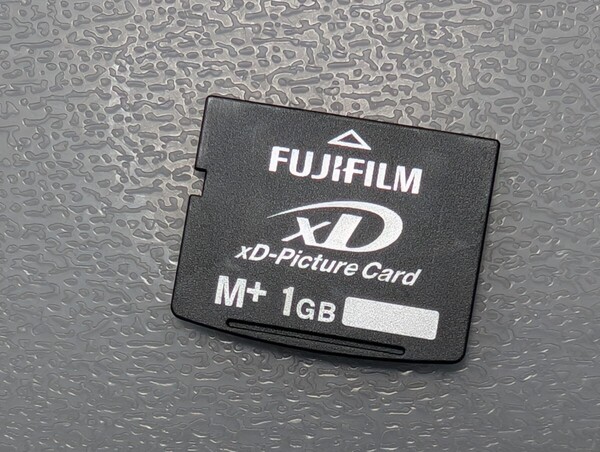 FUJIFILM
xD
xD-Picture Card
M+ 1GB